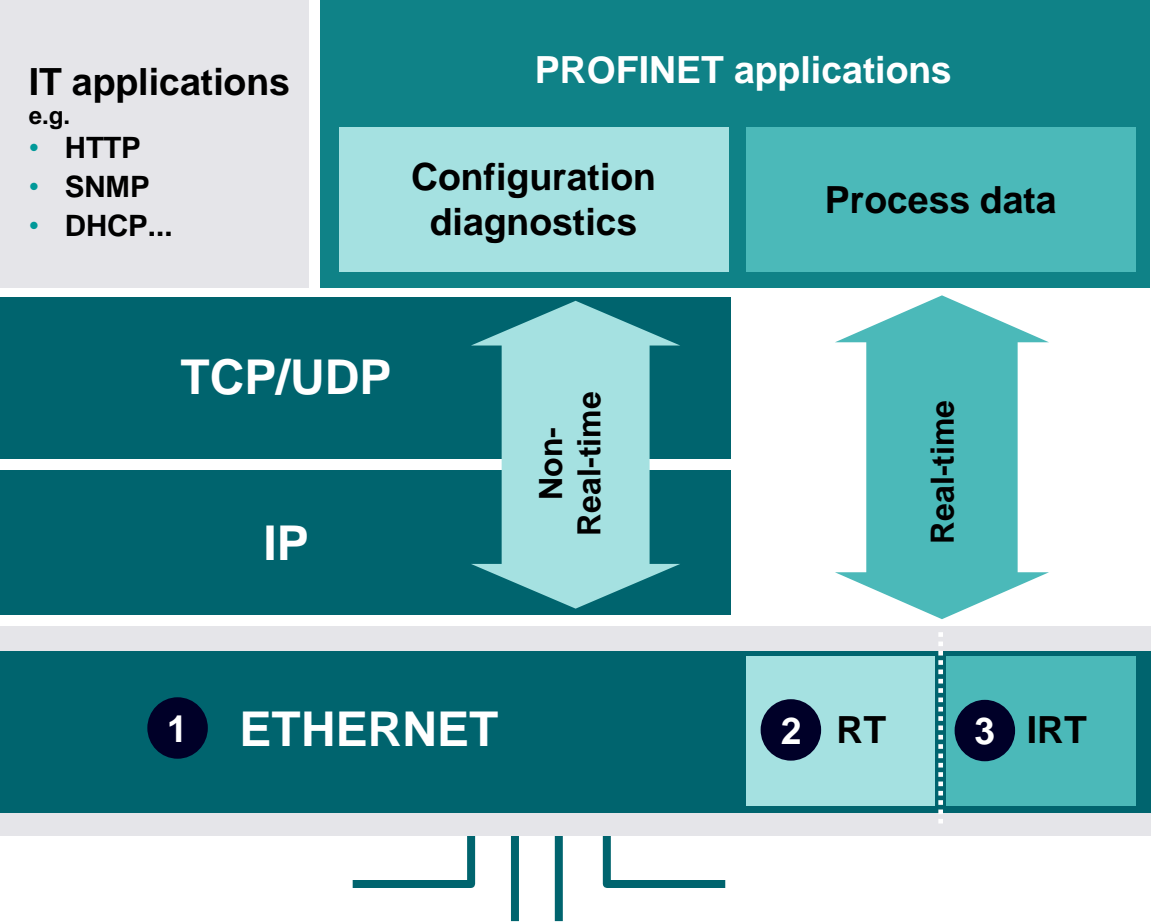 IT applications
e.g.
• HTTP
• SNMP
• DHCP...
PROFINET applications
Configuration
diagnostics
Process data
TCP/UDP
Non-
Real-time
Real-time
IP
1 ETHERNET
2 RT
3 IRT